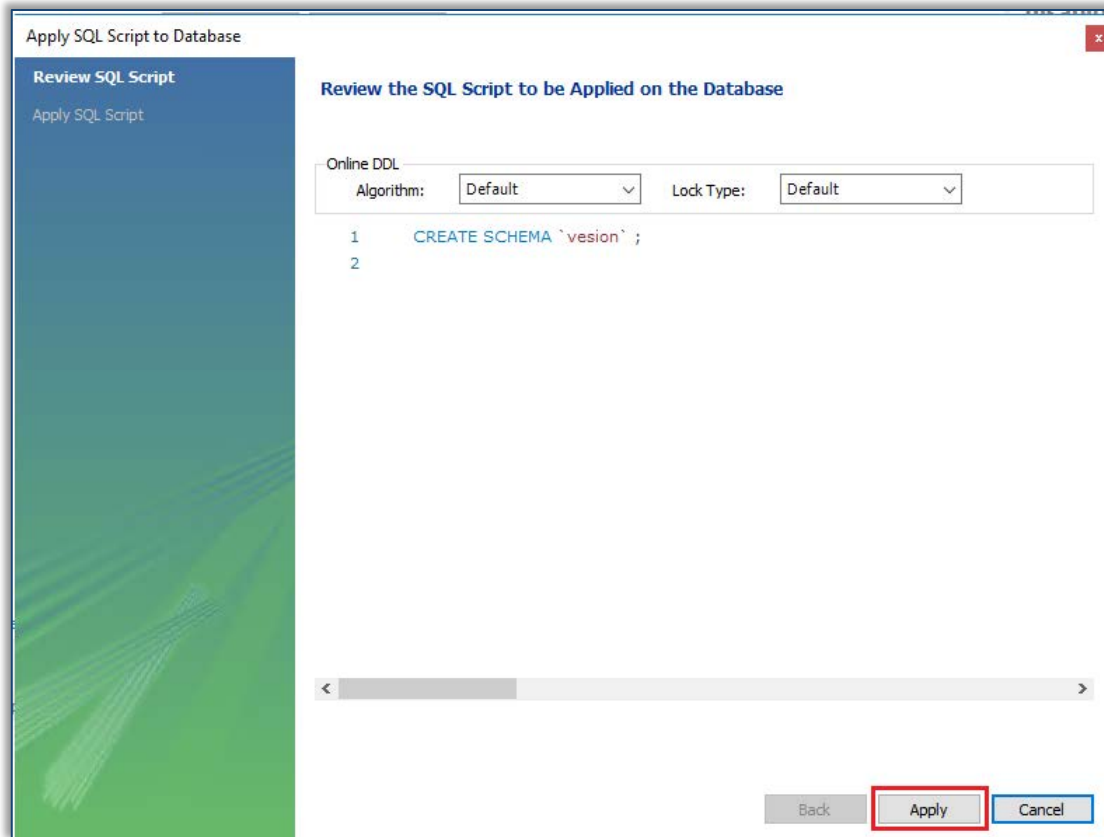 Apply SQL Script to Database
x
Review SQL Script
Apply SQL Script
Review the SQL Script to be Applied on the Database
Online DDL
Algorithm: Default Lock Type: Default
1 CREATE SCHEMA `vesion` ;
2
Back Apply Cancel